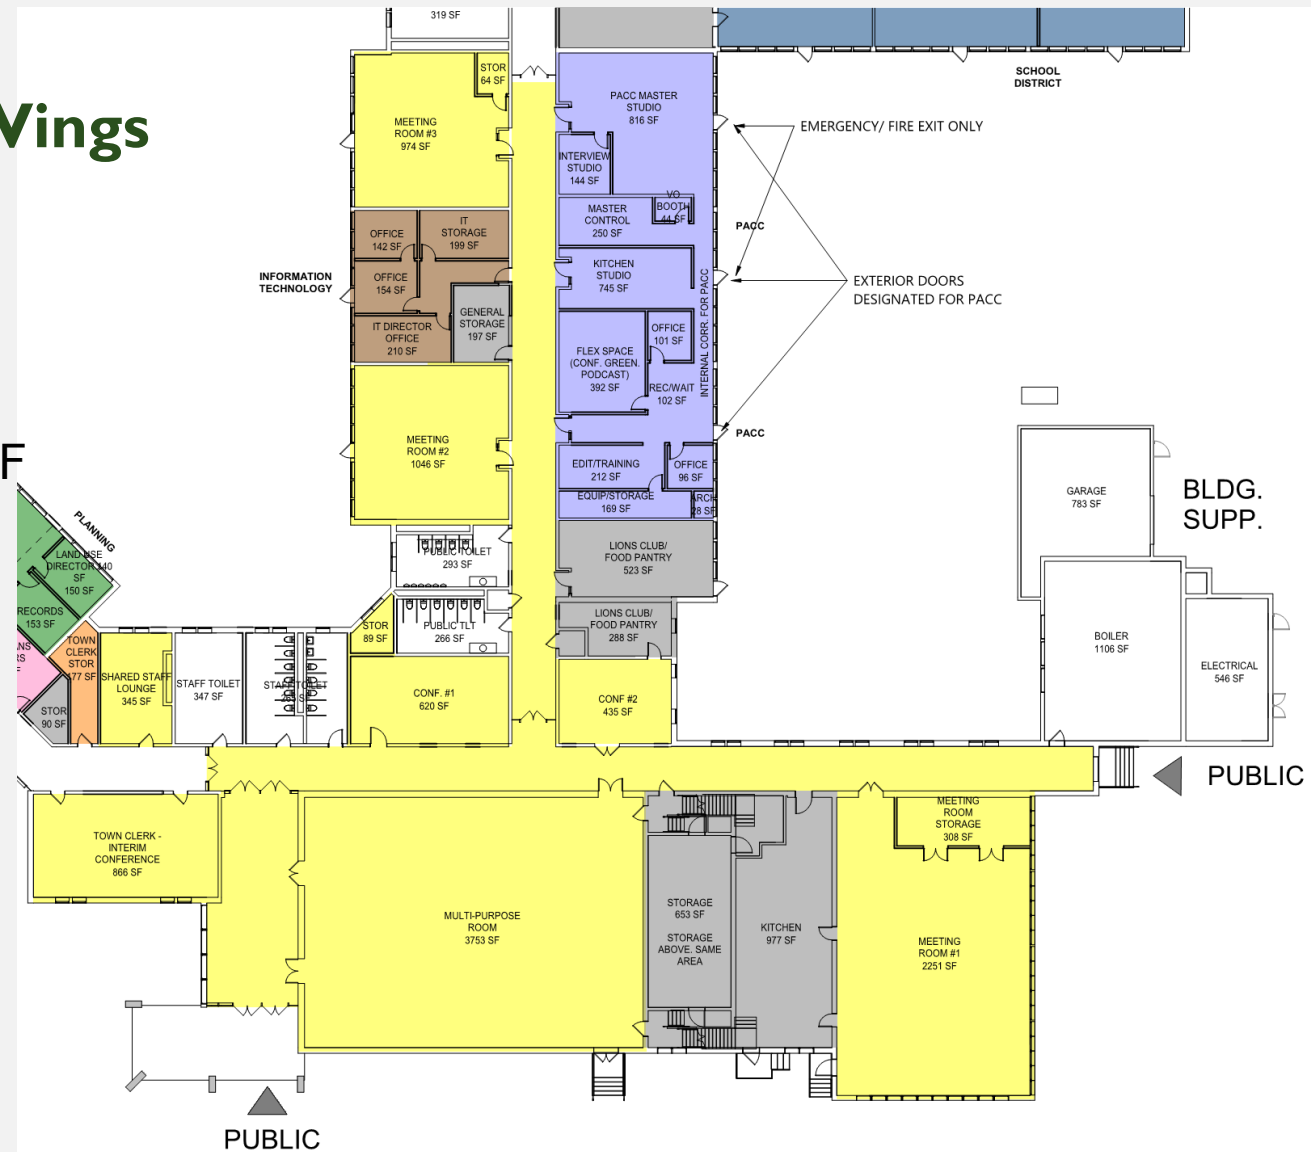 319 SF
SCHOOL
DISTRICT
Wings
STOR
64 SF
MEETING
ROOM #3
974 SF
PACC MASTER
STUDIO
816 SF
EMERGENCY/ FIRE EXIT ONLY
INTERVIEW
STUDIO
144 SF
VO
BOOTH
44 SF
MASTER
CONTROL
250 SF
PACC
OFFICE
142 SF
IT
STORAGE
199 SF
INFORMATION
TECHNOLOGY
OFFICE
154 SF
KITCHEN
STUDIO
745 SF
EXTERIOR DOORS
DESIGNATED FOR PACC
INTERNAL CORR. FOR PACC
GENERAL
STORAGE
197 SF
IT DIRECTOR
OFFICE
210 SF
OFFICE
101 SF
FLEX SPACE
(CONF. GREEN.
PODCAST)
392 SF
REC/WAIT
102 SF
PACC
MEETING
ROOM #2
1046 SF
F
EDIT/TRAINING
212 SF
OFFICE
96 SF
EQUIP/STORAGE
169 SF
ARCH
28 SF
GARAGE
783 SF
BLDG.
SUPP.
PLANNING
LAND USE
DIRECTOR 140
SF
150 SF
PUBLIC TOILET
293 SF
LIONS CLUB/
FOOD PANTRY
523 SF
RECORDS
153 SF
STOR
89 SF
PUBLIC TLT
266 SF
LIONS CLUB/
FOOD PANTRY
288 SF
BOILER
1106 SF
ELECTRICAL
546 SF
TOWN
CLERK
STOR
177 SF
SHARED STAFF
LOUNGE
345 SF
STAFF TOILET
347 SF
STAFF TOILET
CONF. #1
620 SF
CONF #2
435 SF
STOR
90 SF
PUBLIC
TOWN CLERK -
INTERIM
CONFERENCE
866 SF
MEETING
ROOM
STORAGE
308 SF
MULTI-PURPOSE
ROOM
3753 SF
STORAGE
653 SF
STORAGE
ABOVE. SAME
AREA
KITCHEN
977 SF
MEETING
ROOM #1
2251 SF
PUBLIC